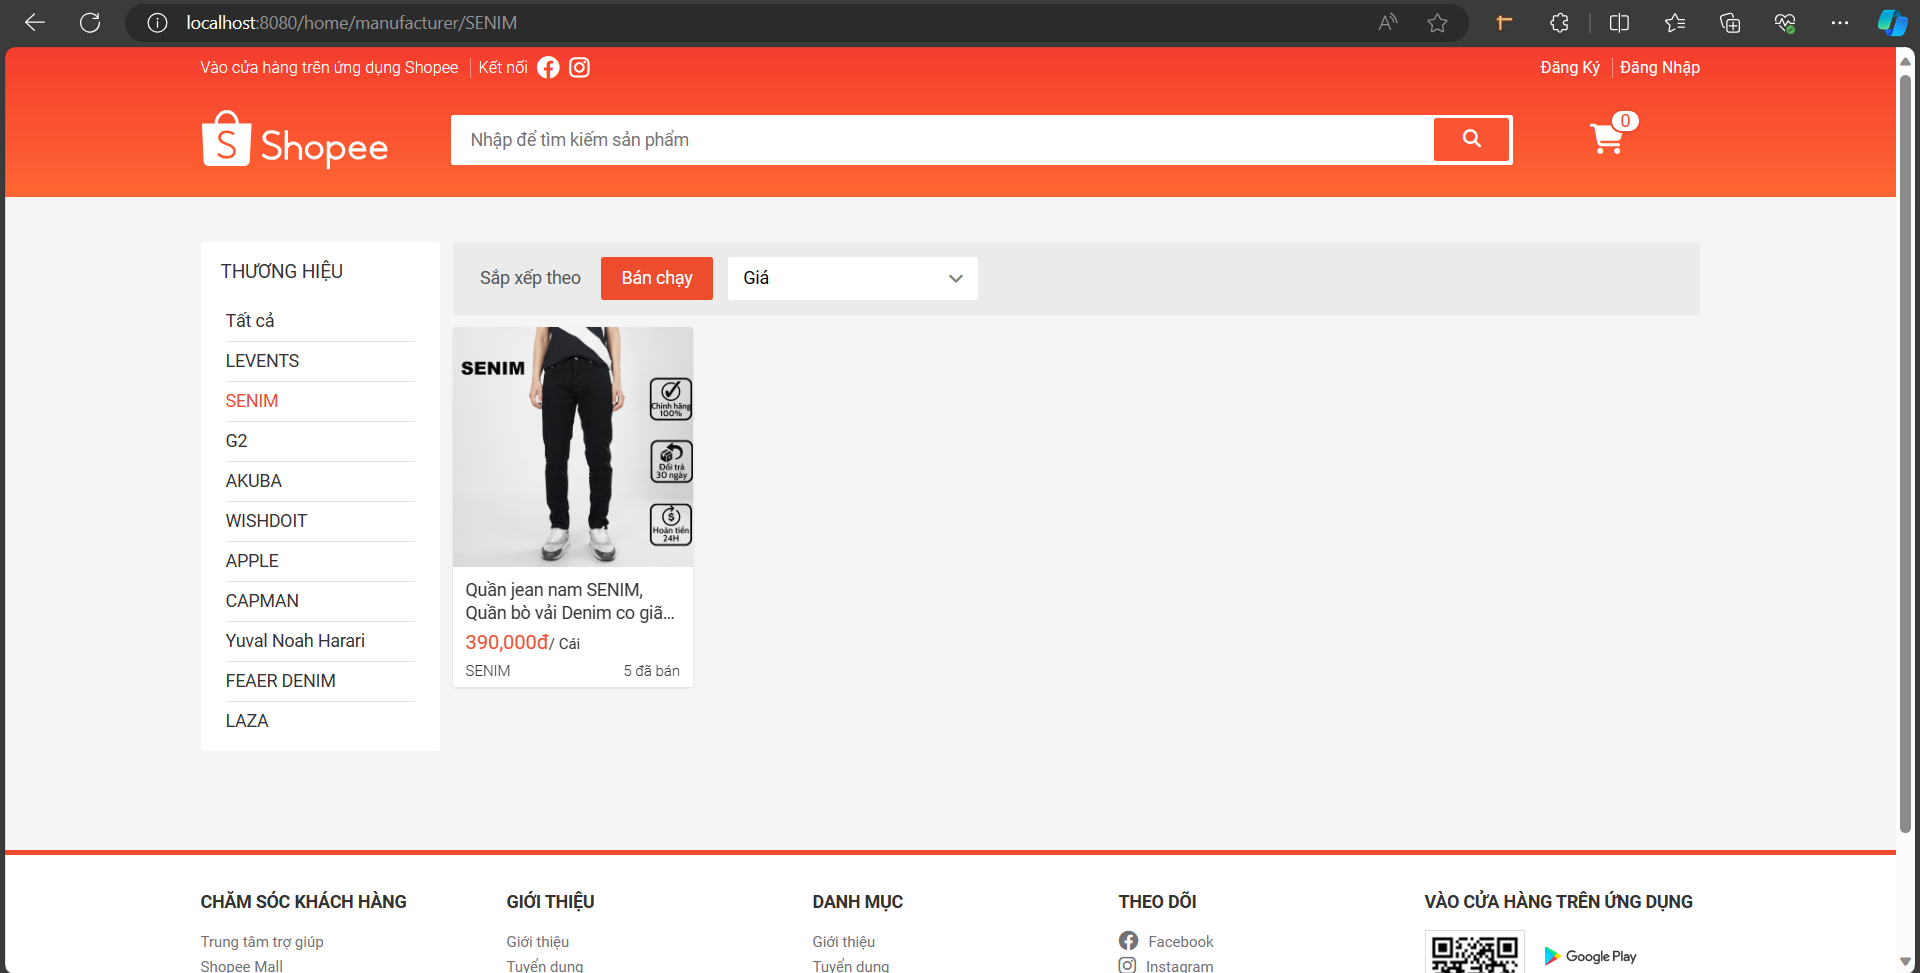 localhost:8080/home/manufacturer/SENIM
Vào cửa hàng trên ứng dụng Shopee
Kết nối
Đăng Ký
Đăng Nhập
Shopee
Nhập để tìm kiếm sản phẩm
0
THƯƠNG HIỆU
Tất cả
LEVENTS
SENIM
G2
AKUBA
WISHDOIT
APPLE
CAPMAN
Yuval Noah Harari
FEAER DENIM
LAZA
Sắp xếp theo
Bán chạy
Giá
SENIM
Chính hãng
100%
Đổi trả
30 ngày
Hoàn tiền
24H
Quần jean nam SENIM,
Quần bò vải Denim co giã...
390,000đ/ Cái
SENIM
5 đã bán
CHĂM SÓC KHÁCH HÀNG
Trung tâm trợ giúp
Shopee Mall
GIỚI THIỆU
Giới thiệu
Tuyển dụng
DANH MỤC
Giới thiệu
Tuyển dụng
THEO DÕI
Facebook
Instagram
VÀO CỬA HÀNG TRÊN ỨNG DỤNG
Google Play